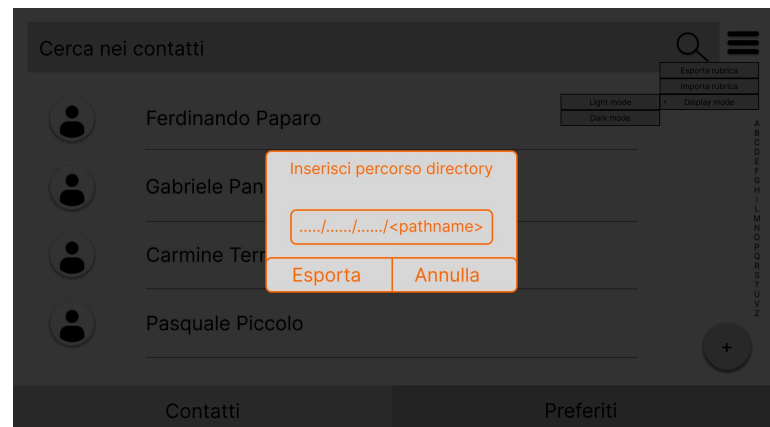 Cerca nei contatti
Esporta rubrica
Importa rubrica
Display mode
Light mode
Dark mode
Ferdinando Paparo
Gabriele Pan
Carmine Terr
Pasquale Piccolo
Inserisci percorso directory
...../....../....../<pathname>
Esporta
Annulla
A
B
C
D
E
F
G
H
I
L
M
N
O
P
Q
R
S
T
U
V
Z
+
Contatti
Preferiti